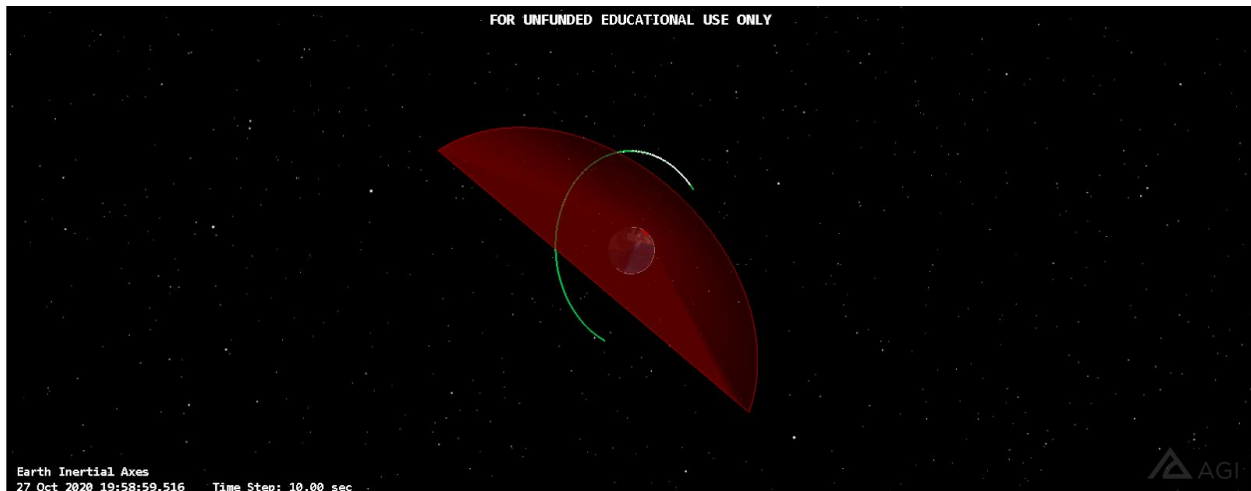 FOR UNFUNDED EDUCATIONAL USE ONLY
Earth Inertial Axes
27 Oct 2020 19:58:59.516 Time Step: 10.00 sec
AGI